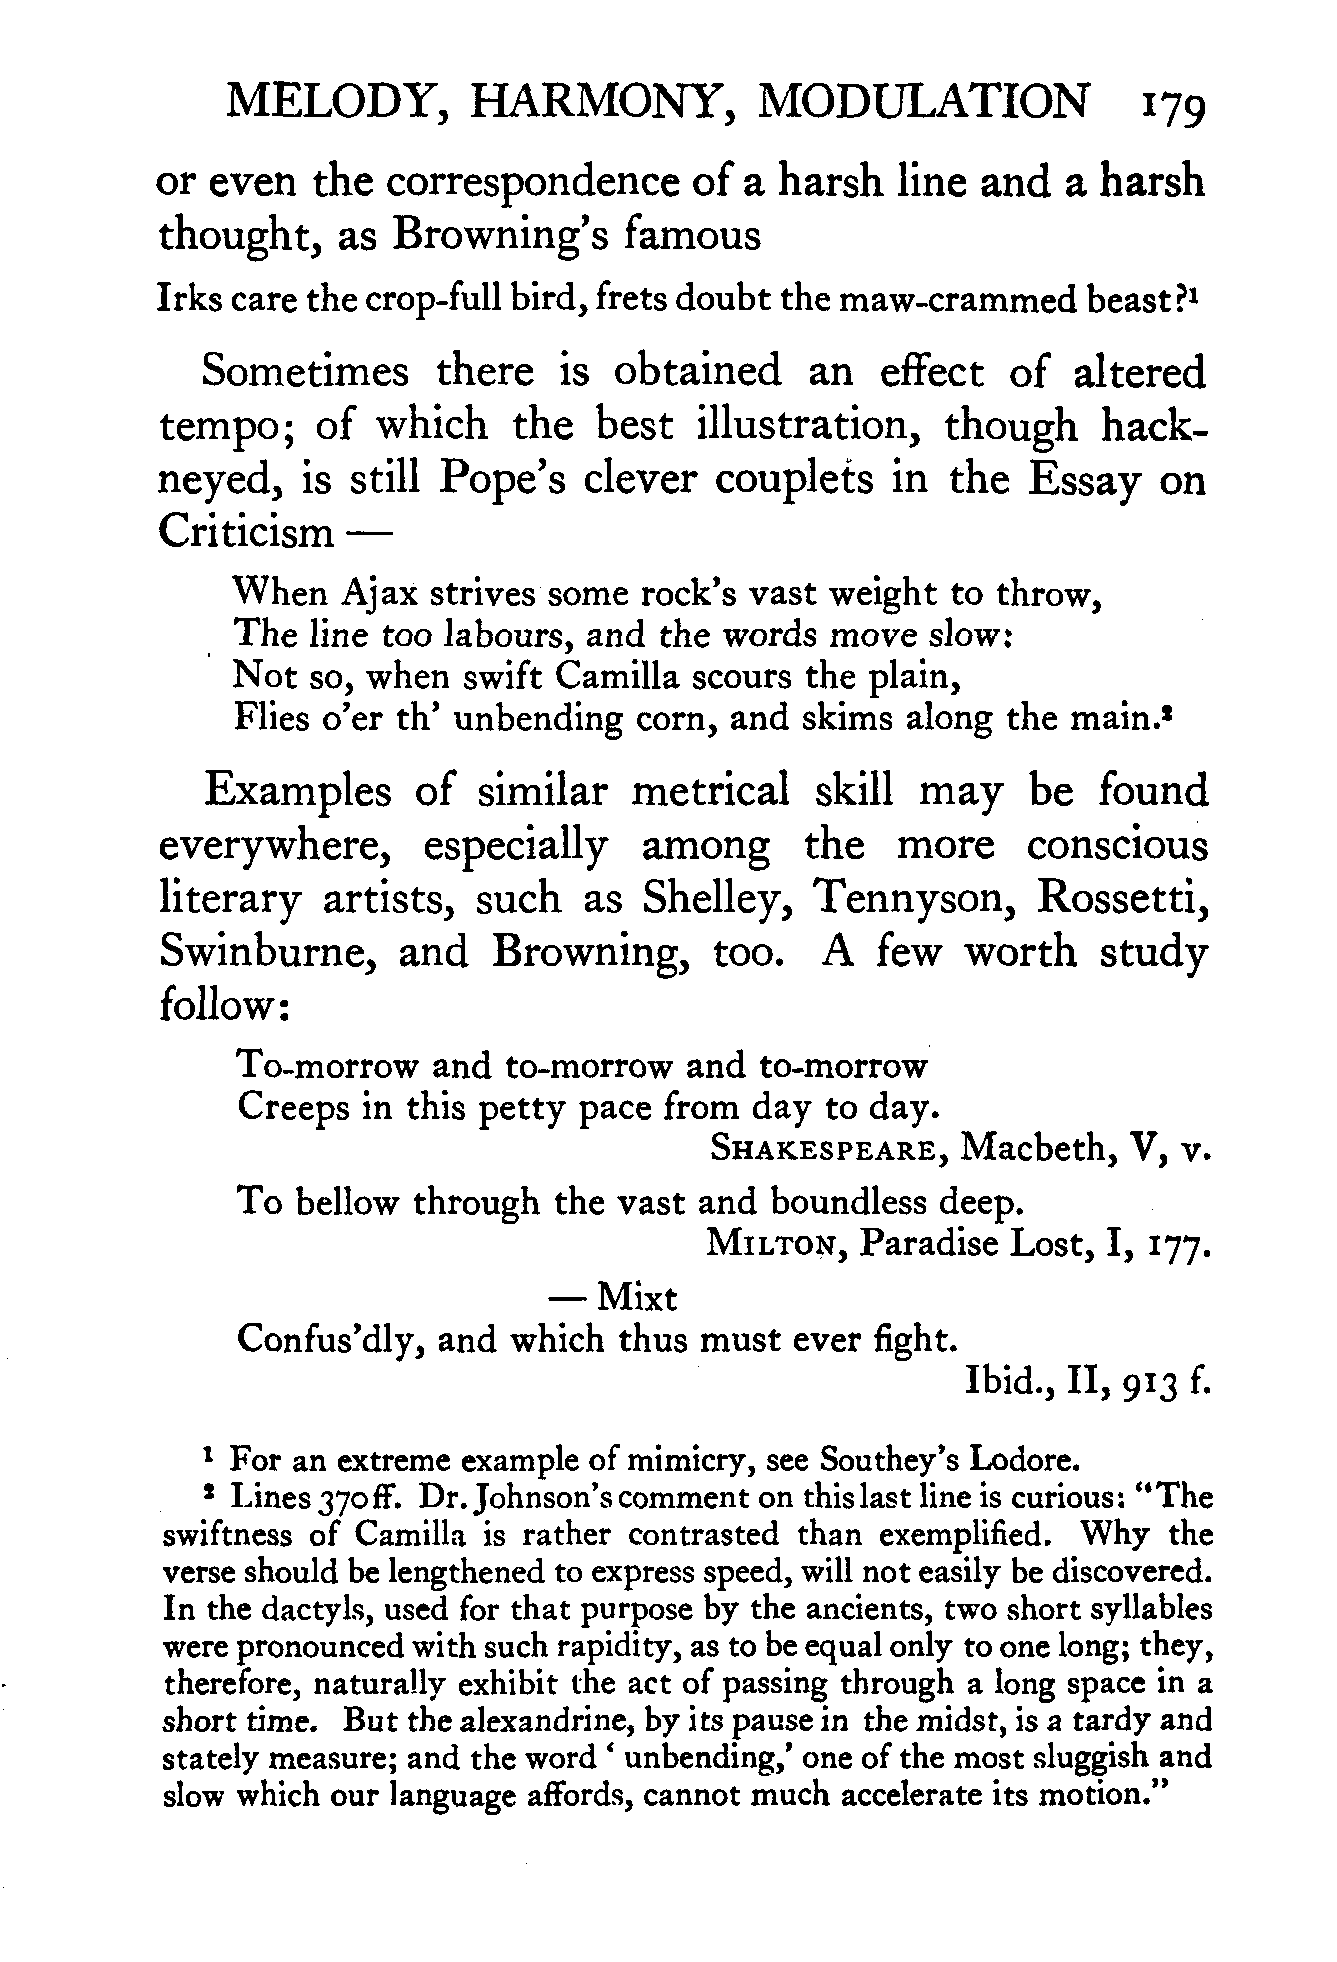 MELODY, HARMONY, MODULATION 179
or even the correspondence of a harsh line and a harsh
thought, as Browning's famous
Irks care the crop-full bird, frets doubt the maw-crammed beast?¹
Sometimes there is obtained an effect of altered
tempo; of which the best illustration, though hack-
neyed, is still Pope's clever couplets in the Essay on
Criticism —
When Ajax strives some rock's vast weight to throw,
The line too labours, and the words move slow:
Not so, when swift Camilla scours the plain,
Flies o'er th' unbending corn, and skims along the main.²
Examples of similar metrical skill may be found
everywhere, especially among the more conscious
literary artists, such as Shelley, Tennyson, Rossetti,
Swinburne, and Browning, too. A few worth study
follow:
To-morrow and to-morrow and to-morrow
Creeps in this petty pace from day to day.
SHAKESPEARE, Macbeth, V, v.
To bellow through the vast and boundless deep.
MILTON, Paradise Lost, I, 177.
— Mixt
Confus'dly, and which thus must ever fight.
Ibid., II, 913 f.
¹ For an extreme example of mimicry, see Southey's Lodore.
² Lines 370ff. Dr. Johnson's comment on this last line is curious: "The
swiftness of Camilla is rather contrasted than exemplified. Why the
verse should be lengthened to express speed, will not easily be discovered.
In the dactyls, used for that purpose by the ancients, two short syllables
were pronounced with such rapidity, as to be equal only to one long; they,
therefore, naturally exhibit the act of passing through a long space in a
short time. But the alexandrine, by its pause in the midst, is a tardy and
stately measure; and the word ' unbending,' one of the most sluggish and
slow which our language affords, cannot much accelerate its motion."